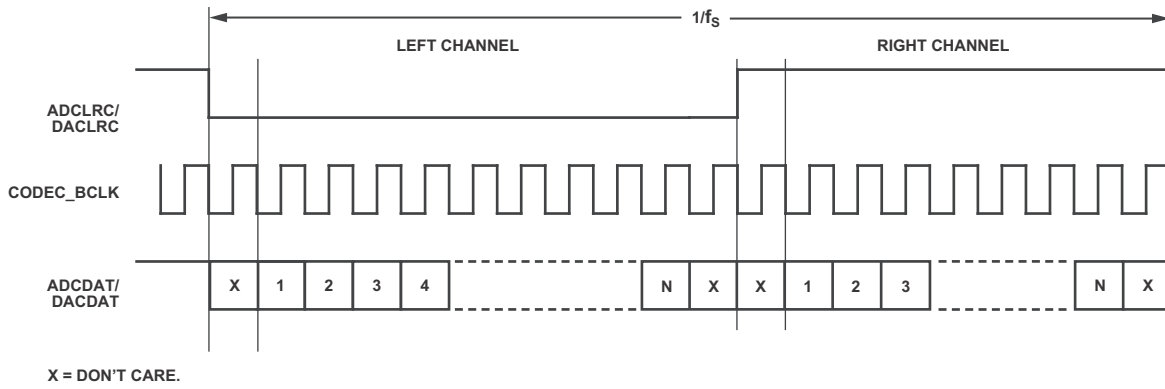 1/fS
LEFT CHANNEL
RIGHT CHANNEL
ADCLRC/
DACLRC
CODEC_BCLK
ADCDAT/
DACDAT
X 1 2 3 4 N X X 1 2 3 N X
X = DON'T CARE.